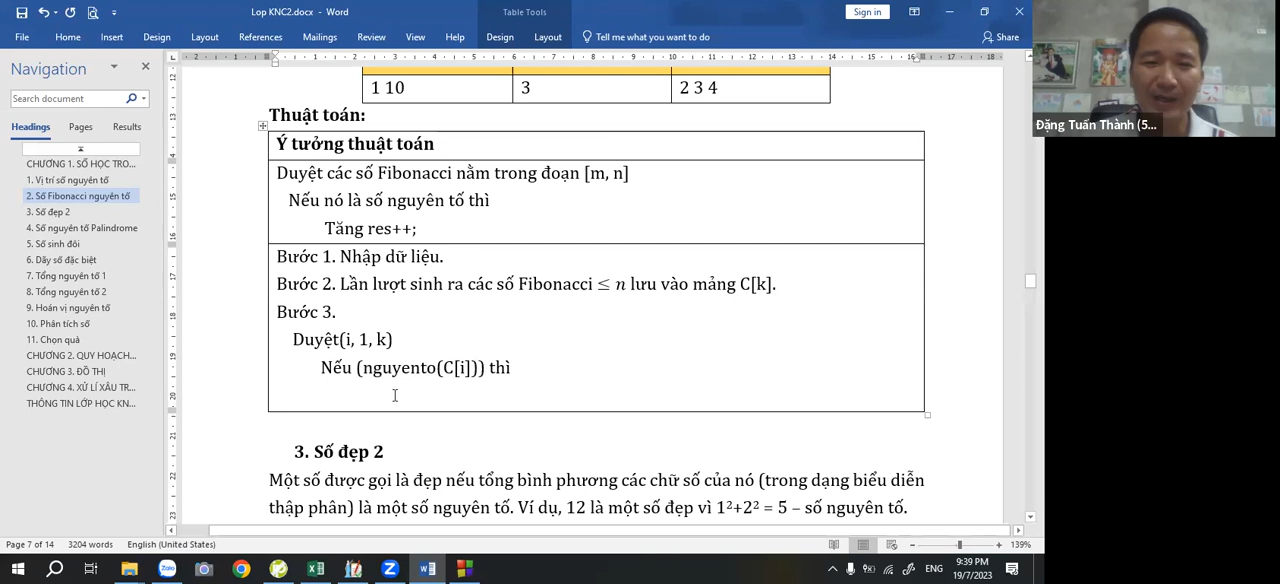 Lop KNC2.docx - Word
Table Tools
Sign in
File Home Insert Design Layout References Mailings Review View Help Design Layout Tell me what you want to do Share
Navigation
Search document
Headings Pages Results
CHƯƠNG 1. SỐ HỌC TRO...
1. Vị trí số nguyên tố
2. Số Fibonacci nguyên tố
3. Số đẹp 2
4. Số nguyên tố Palindrome
5. Số sinh đôi
6. Dãy số đặc biệt
7. Tổng nguyên tố 1
8. Tổng nguyên tố 2
9. Hoán vị nguyên tố
10. Phân tích số
11. Chọn quà
CHƯƠNG 2. QUY HOẠCH...
CHƯƠNG 3. ĐỒ THỊ
CHƯƠNG 4. XỬ LÍ XÂU TR...
THÔNG TIN LỚP HỌC KN...
1 10 3 2 3 4
Thuật toán:
Ý tưởng thuật toán
Duyệt các số Fibonacci nằm trong đoạn [m, n]
Nếu nó là số nguyên tố thì
Tăng res++;
Bước 1. Nhập dữ liệu.
Bước 2. Lần lượt sinh ra các số Fibonacci ≤ n lưu vào mảng C[k].
Bước 3.
Duyệt(i, 1, k)
Nếu (nguyento(C[i])) thì
3. Số đẹp 2
Một số được gọi là đẹp nếu tổng bình phương các chữ số của nó (trong dạng biểu diễn
thập phân) là một số nguyên tố. Ví dụ, 12 là một số đẹp vì 1²+2² = 5 – số nguyên tố.
Đặng Tuấn Thành (5...
Page 7 of 14 3204 words English (United States) 139%
Zalo
ENG
9:39 PM
19/7/2023